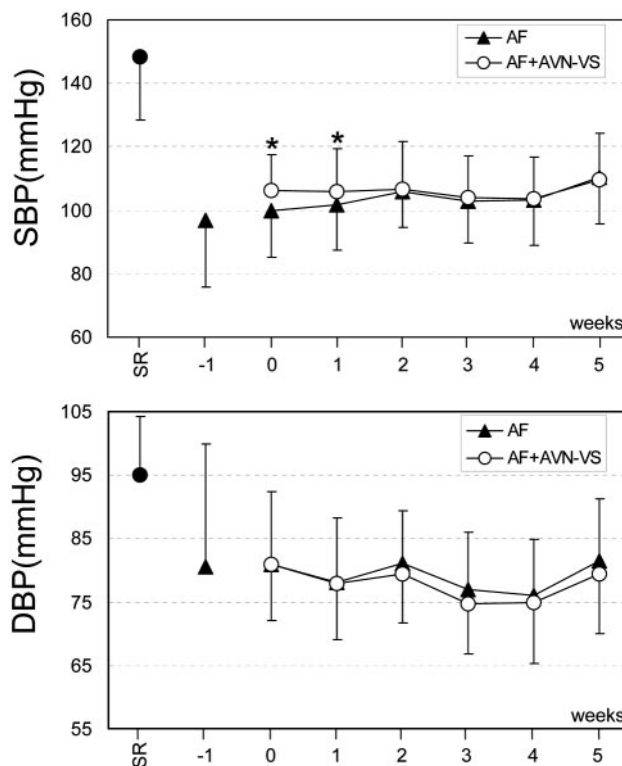 160
140
120
100
80
60
SBP(mmHg)
AF
AF+AVN-VS
* *
weeks
SR -1 0 1 2 3 4 5
105
95
85
75
65
55
DBP(mmHg)
AF
AF+AVN-VS
weeks
SR -1 0 1 2 3 4 5